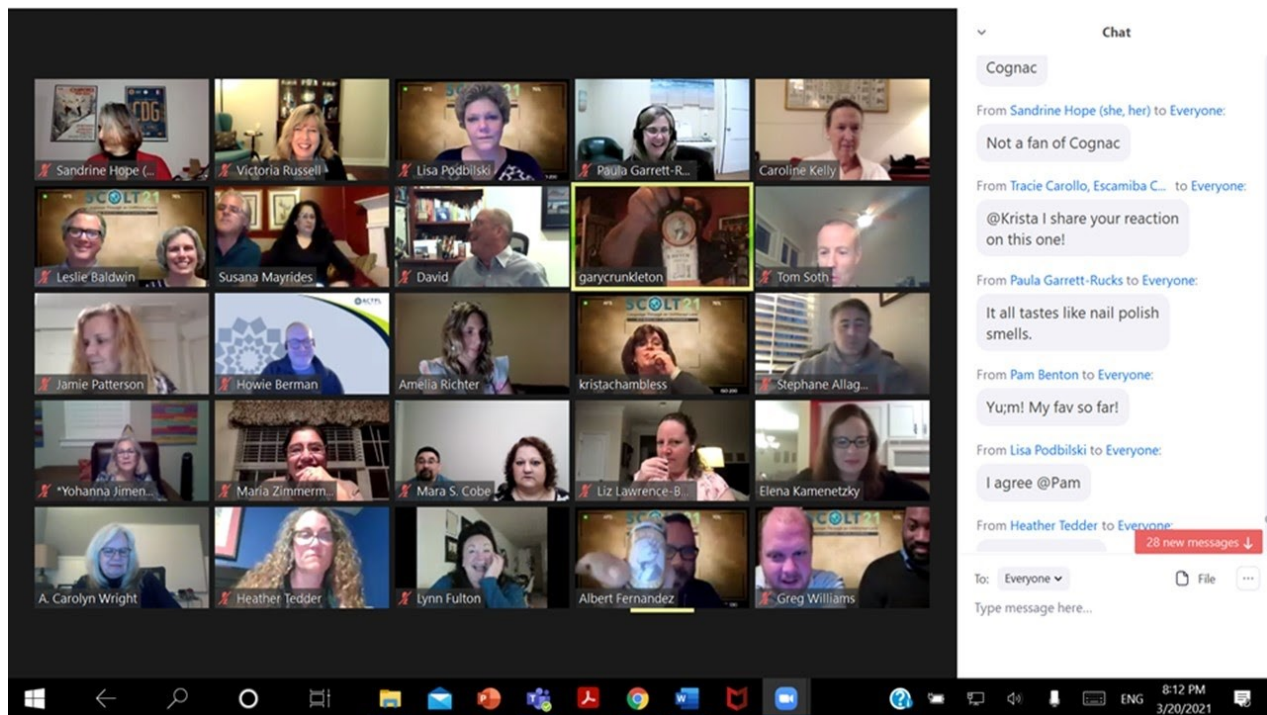 Chat
Cognac
From Sandrine Hope (she, her) to Everyone:
Not a fan of Cognac
From Tracie Carollo, Escamiba C... to Everyone:
@Krista I share your reaction
on this one!
From Paula Garrett-Rucks to Everyone:
It all tastes like nail polish
smells.
From Pam Benton to Everyone:
Yu;m! My fav so far!
From Lisa Podbilski to Everyone:
I agree @Pam
From Heather Tedder to Everyone:
28 new messages ↓
To: Everyone
File
...
Type message here...
CDG
SCOLT21
Sandrine Hope (...
Victoria Russell
Lisa Podbilski
Paula Garrett-R...
Caroline Kelly
SCOLT21
Leslie Baldwin
Susana Mayrides
David
garycrunkleton
Tom Soth
ACTFL
SCOLT21
Jamie Patterson
Howie Berman
Amelia Richter
kristachambless
Stephane Allag...
*Yohanna Jimen...
Maria Zimmerm...
Mara S. Cobe
Liz Lawrence-B...
Elena Kamenetzky
SCOLT21
A. Carolyn Wright
Heather Tedder
Lynn Fulton
Albert Fernandez
Greg Williams
ENG
8:12 PM
3/20/2021